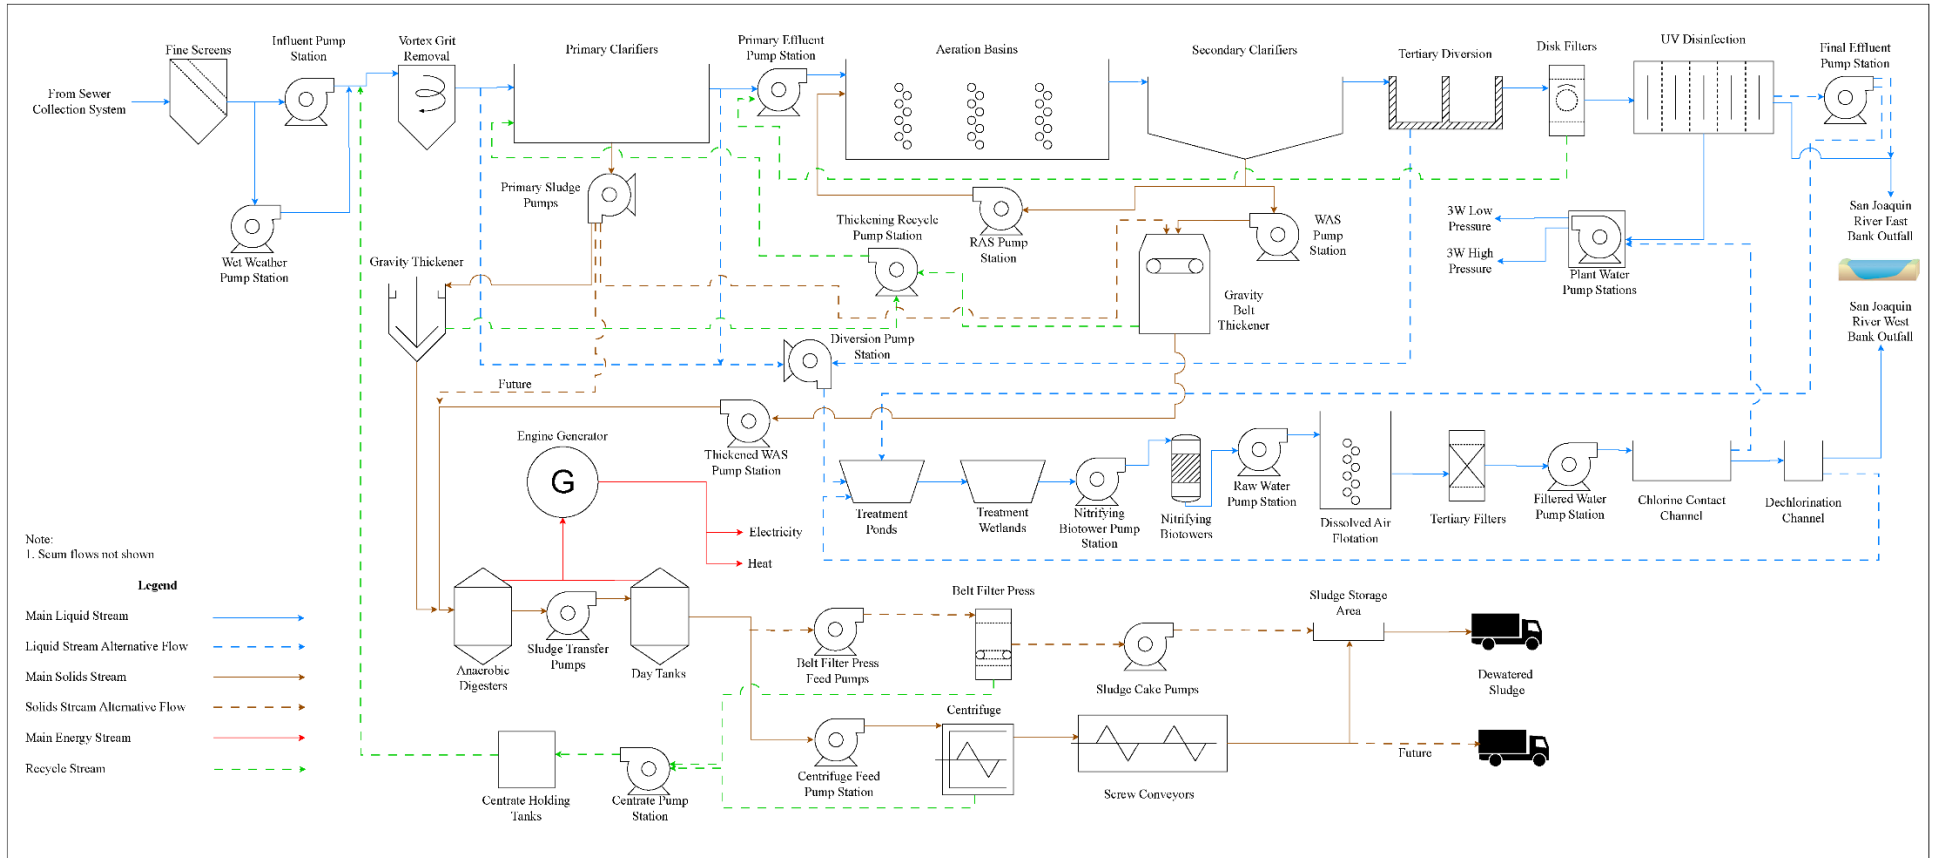 Fine Screens
Influent Pump
Station
Vortex Grit
Removal
Primary Clarifiers
Primary Effluent
Pump Station
Aeration Basins
Secondary Clarifiers
Tertiary Diversion
Disk Filters
UV Disinfection
Final Effluent
Pump Station
From Sewer
Collection System
Wet Weather
Pump Station
Primary Sludge
Pumps
Thickening Recycle
Pump Station
RAS Pump
Station
WAS
Pump
Station
3W Low
Pressure
3W High
Pressure
Plant Water
Pump Stations
San Joaquin
River East
Bank Outfall
Gravity Thickener
Gravity
Belt
Thickener
San Joaquin
River West
Bank Outfall
Diversion Pump
Station
Future
Thickened WAS
Pump Station
Engine Generator
G
Electricity
Heat
Treatment
Ponds
Treatment
Wetlands
Nitrifying
Biotower Pump
Station
Nitrifying
Biotowers
Raw Water
Pump Station
Dissolved Air
Flotation
Tertiary Filters
Filtered Water
Pump Station
Chlorine Contact
Channel
Dechlorination
Channel
Note:
1. Scum flows not shown
Legend
Main Liquid Stream
Liquid Stream Alternative Flow
Main Solids Stream
Solids Stream Alternative Flow
Main Energy Stream
Recycle Stream
Anaerobic
Digesters
Sludge Transfer
Pumps
Day Tanks
Belt Filter Press
Feed Pumps
Belt Filter Press
Sludge Cake Pumps
Sludge Storage
Area
Dewatered
Sludge
Centrate Holding
Tanks
Centrate Pump
Station
Centrifuge Feed
Pump Station
Centrifuge
Screw Conveyors
Future